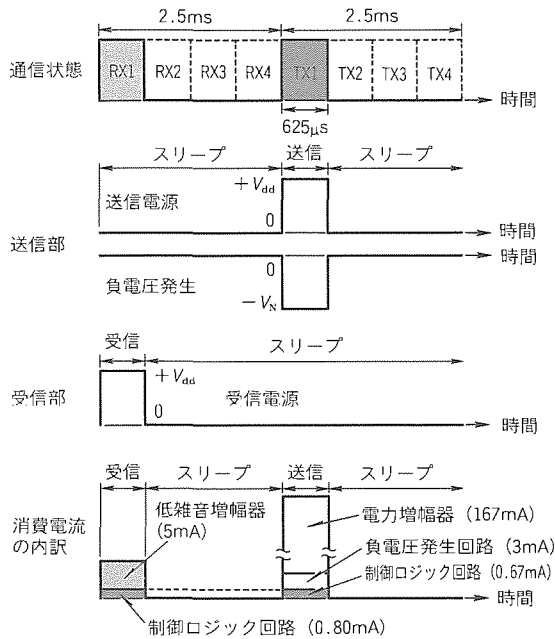 2.5ms 2.5ms
通信状態 RX1 RX2 RX3 RX4 TX1 TX2 TX3 TX4
時間
625μs
スリープ 送信 スリープ
+Vdd
送信電源
0
時間
送信部
時間
0
負電圧発生
-VN
受信 スリープ
+Vdd
受信部 0 受信電源
時間
受信 スリープ 送信 スリープ
低雑音増幅器
(5mA)
電力増幅器 (167mA)
消費電流
の内訳
負電圧発生回路 (3mA)
制御ロジック回路 (0.67mA)
時間
制御ロジック回路 (0.80mA)